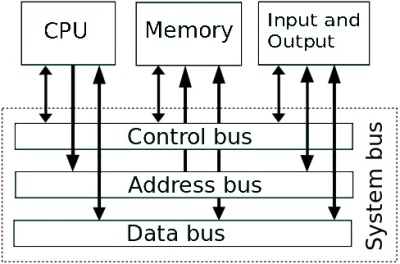 CPU
Memory
Input and
Output
Control bus
Address bus
Data bus
System bus